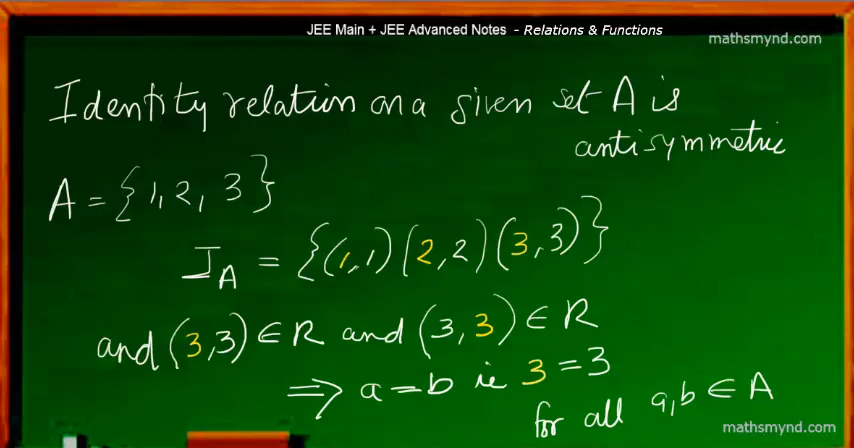 JEE Main + JEE Advanced Notes - Relations & Functions
mathsmynd.com
Identity relation on a given set A is
antisymmetric
A = {1, 2, 3}
I_A = {(1,1) (2,2) (3,3)}
and (3,3) ∈ R and (3,3) ∈ R
⇒ a = b ie 3 = 3
for all a,b ∈ A
mathsmynd.com